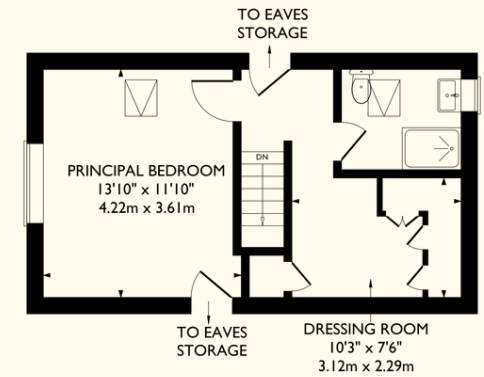 TO EAVES
STORAGE
DN
PRINCIPAL BEDROOM
13'10" x 11'10"
4.22m x 3.61m
TO EAVES
STORAGE
DRESSING ROOM
10'3" x 7'6"
3.12m x 2.29m